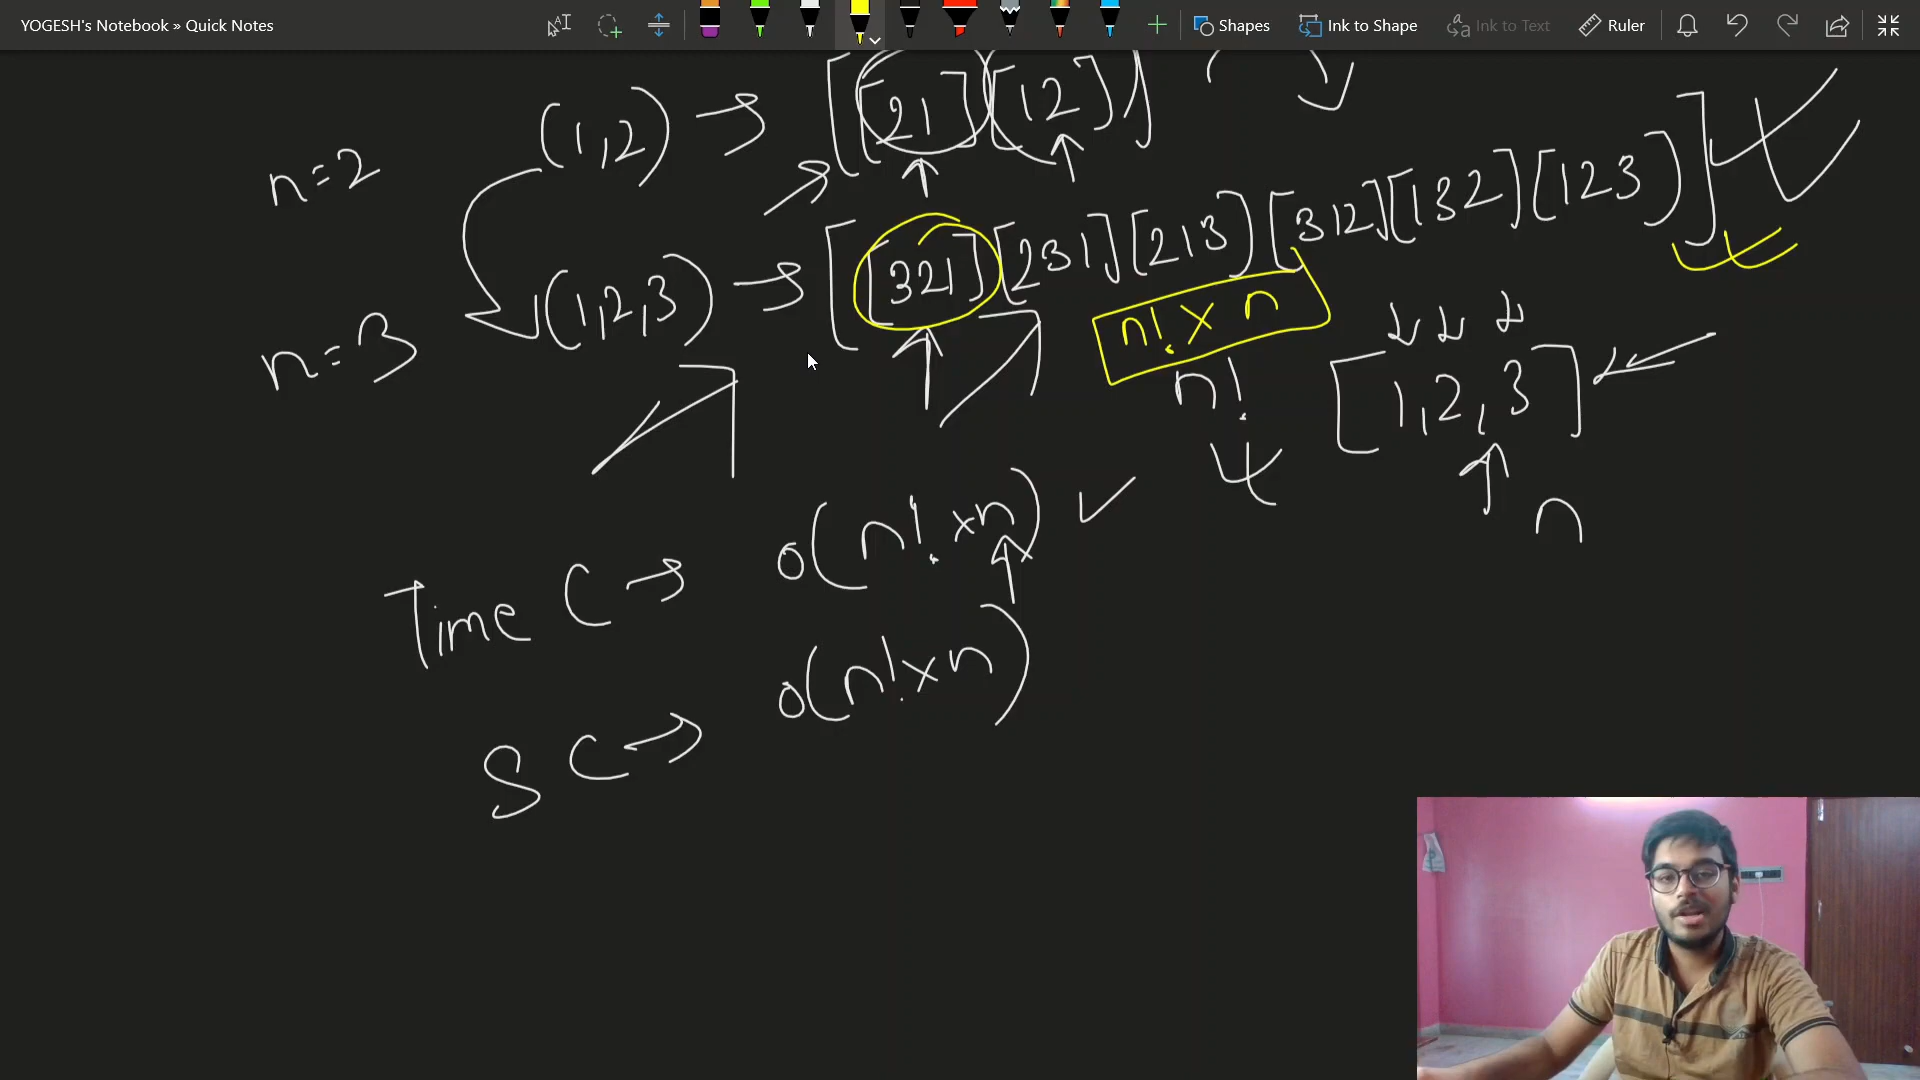 YOGESH's Notebook » Quick Notes
Shapes
Ink to Shape
Ink to Text
Ruler
n=2 (1,2) → [[21][12]]
n=3 (1,2,3) → [[321][231][213][312][132][123]]
n! x n
n! [1,2,3]
n
Time C → O(n! x n)
S C → O(n! x n)